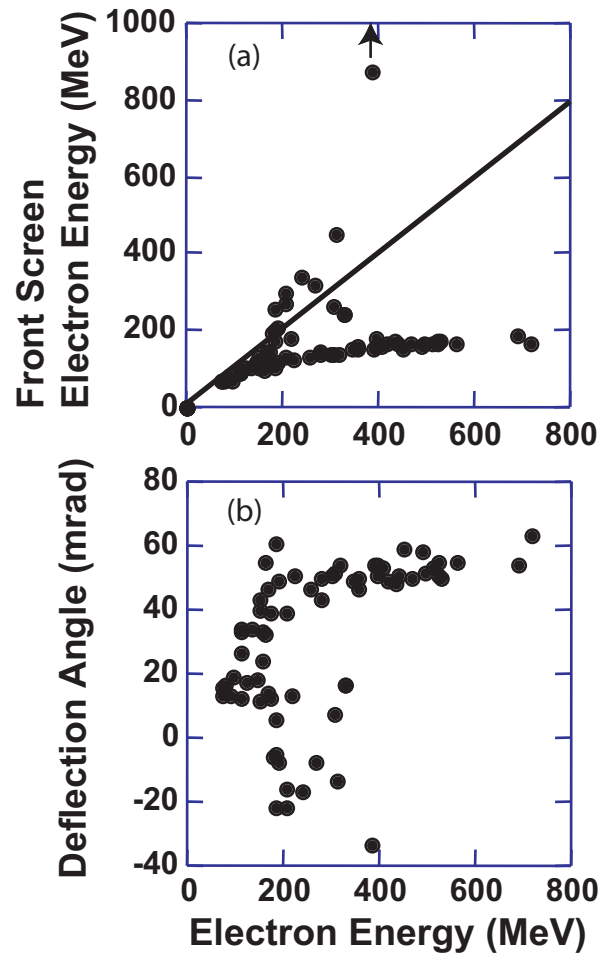 1000
(a)
800
600
400
200
0
0 200 400 600 800
Front Screen
Electron Energy (MeV)
80
(b)
60
40
20
0
-20
-40
0 200 400 600 800
Deflection Angle (mrad)
Electron Energy (MeV)